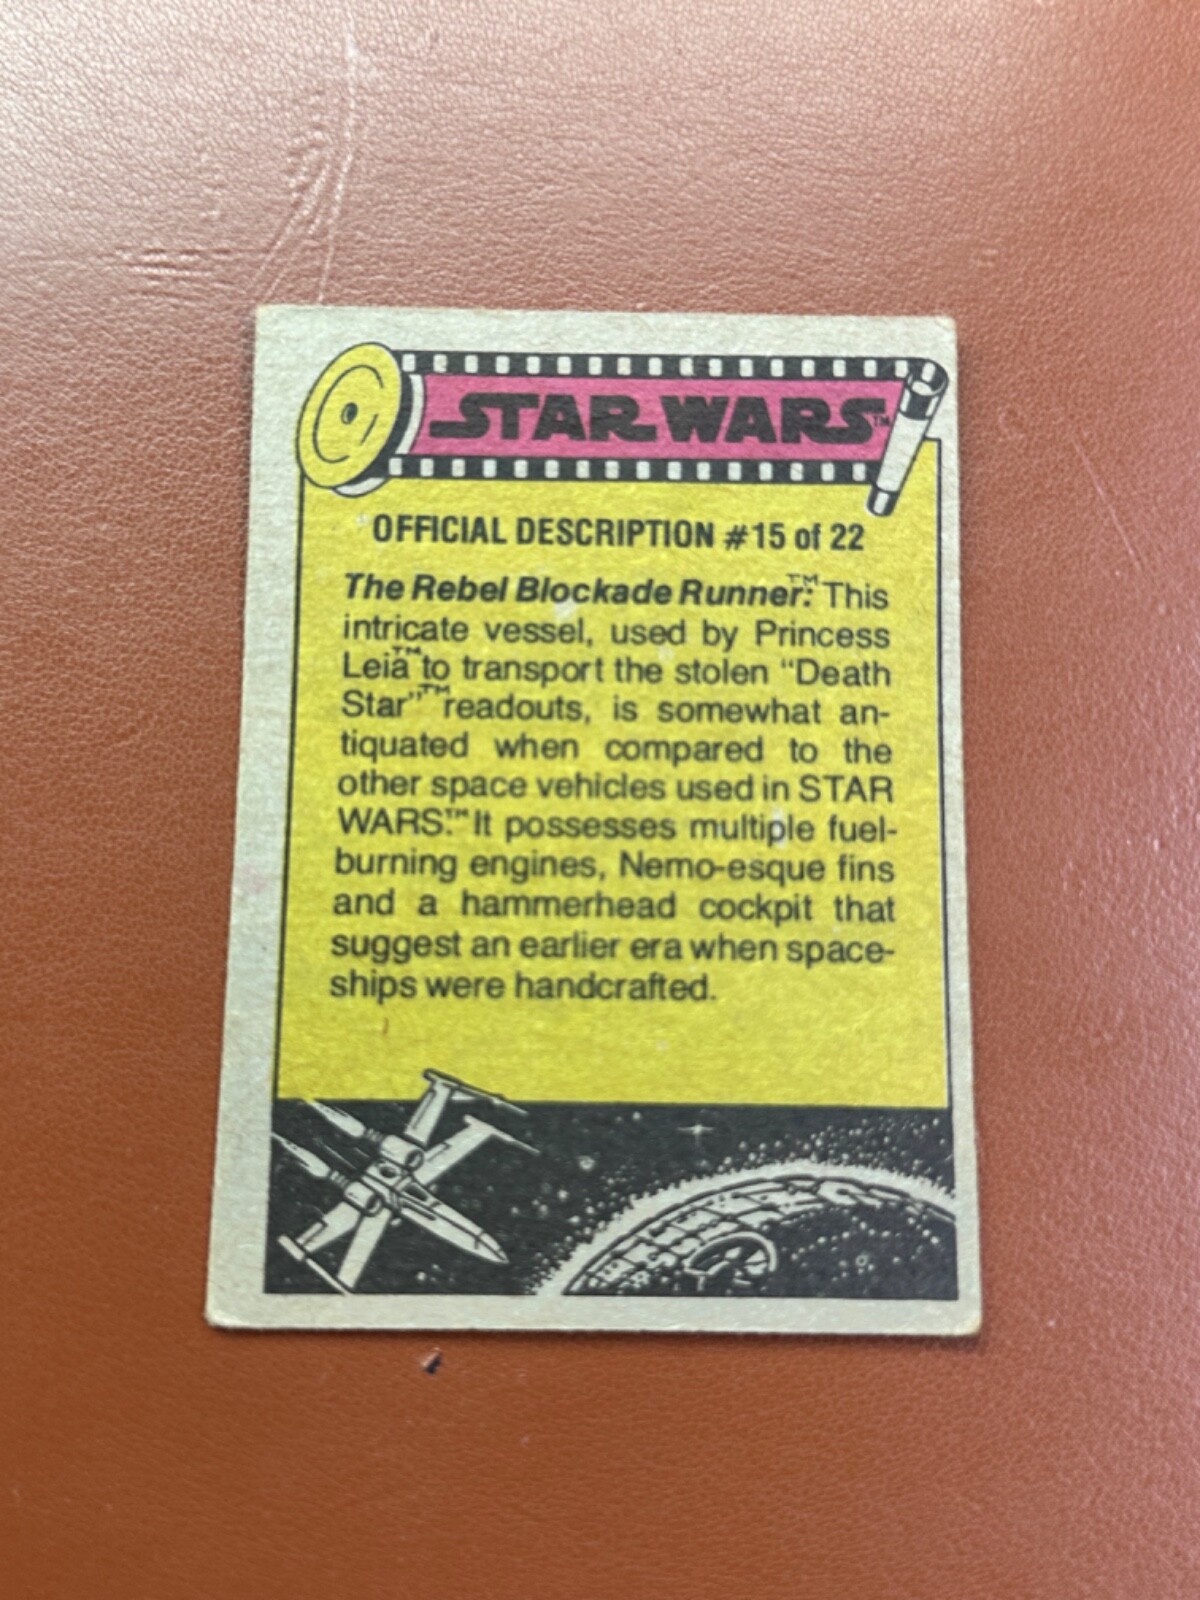 STAR WARS™
OFFICIAL DESCRIPTION #15 of 22
The Rebel Blockade Runner:™ This
intricate vessel, used by Princess
Leia™ to transport the stolen “Death
Star”™ readouts, is somewhat an-
tiquated when compared to the
other space vehicles used in STAR
WARS.™ It possesses multiple fuel-
burning engines, Nemo-esque fins
and a hammerhead cockpit that
suggest an earlier era when space-
ships were handcrafted.